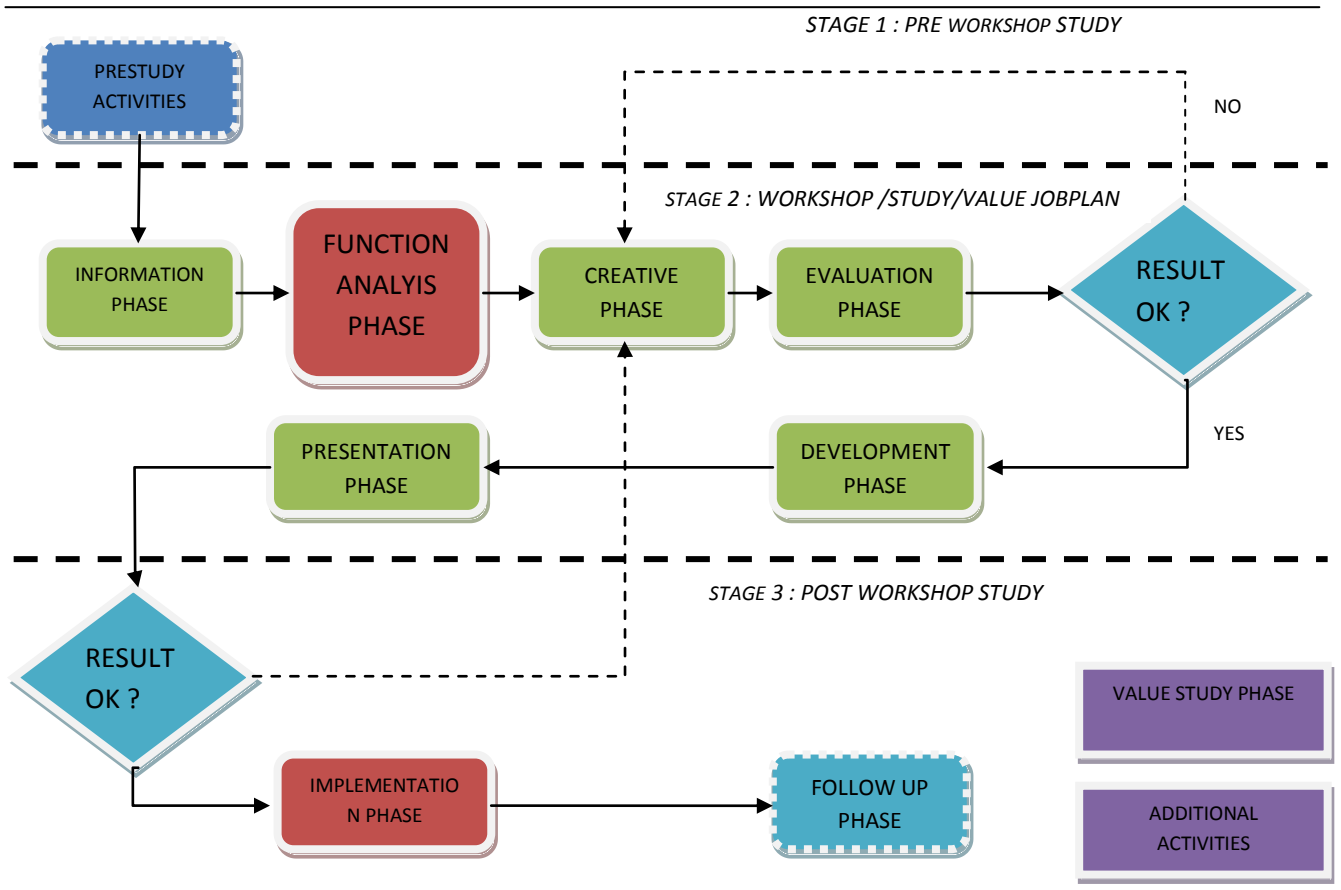 STAGE 1 : PRE WORKSHOP STUDY
PRESTUDY
ACTIVITIES
NO
STAGE 2 : WORKSHOP /STUDY/VALUE JOBPLAN
INFORMATION
PHASE
FUNCTION
ANALYIS
PHASE
CREATIVE
PHASE
EVALUATION
PHASE
RESULT
OK ?
YES
PRESENTATION
PHASE
DEVELOPMENT
PHASE
STAGE 3 : POST WORKSHOP STUDY
RESULT
OK ?
VALUE STUDY PHASE
IMPLEMENTATIO
N PHASE
FOLLOW UP
PHASE
ADDITIONAL
ACTIVITIES